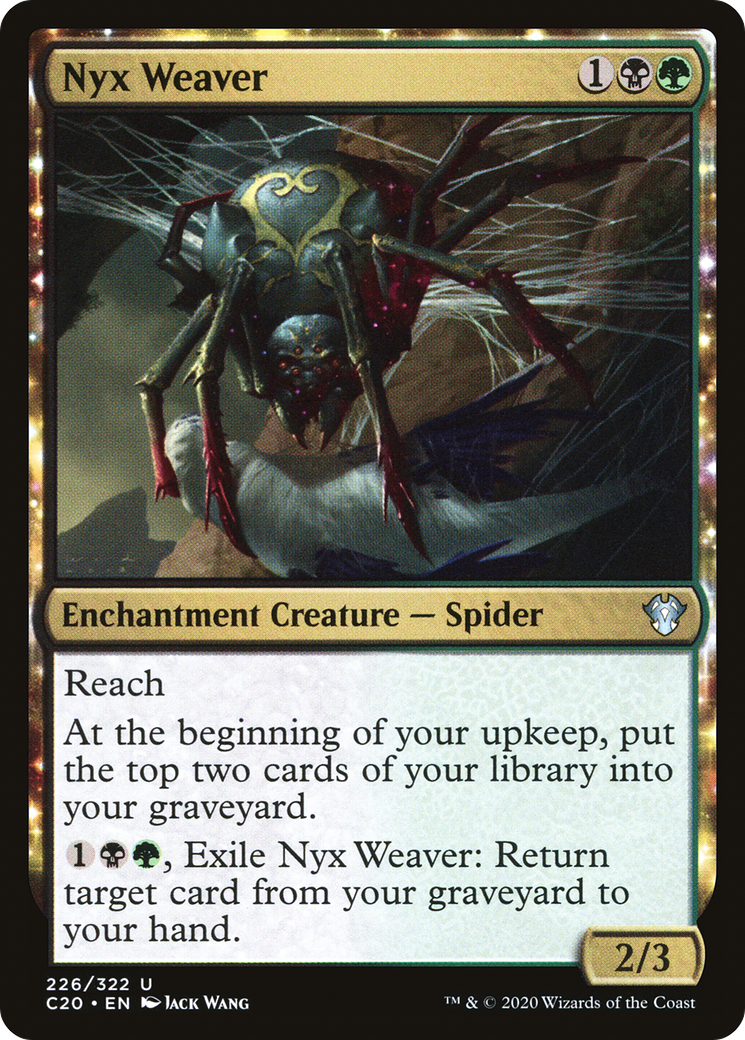 Nyx Weaver 1
Enchantment Creature — Spider
Reach
At the beginning of your upkeep, put
the top two cards of your library into
your graveyard.
1, Exile Nyx Weaver: Return
target card from your graveyard to
your hand.
2/3
226/322 U
C20 • EN Jack Wang
™ & © 2020 Wizards of the Coast